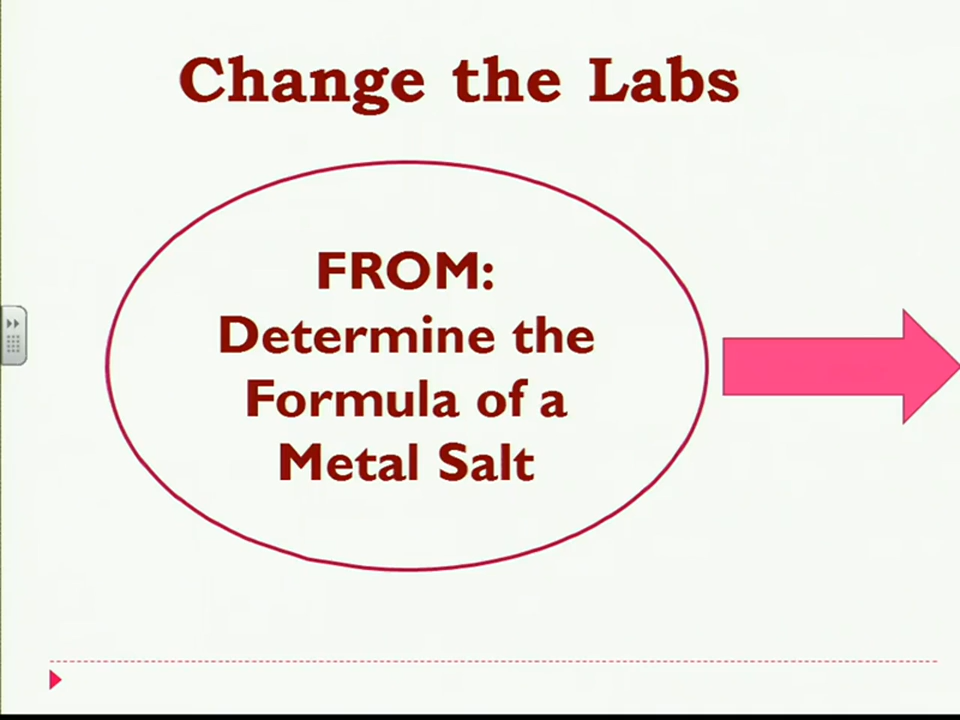 Change the Labs
FROM:
Determine the
Formula of a
Metal Salt